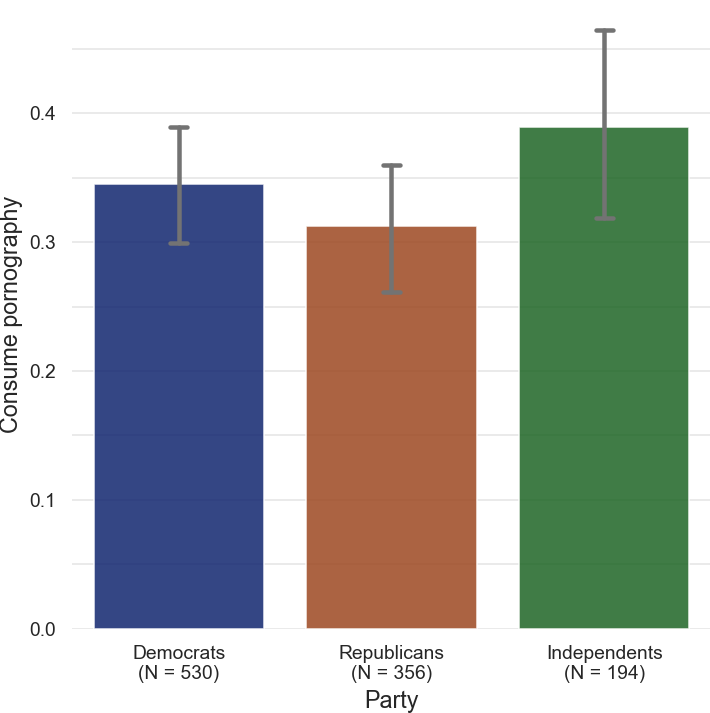 Consume pornography
0.4
0.3
0.2
0.1
0.0
Democrats
(N = 530)
Republicans
(N = 356)
Independents
(N = 194)
Party